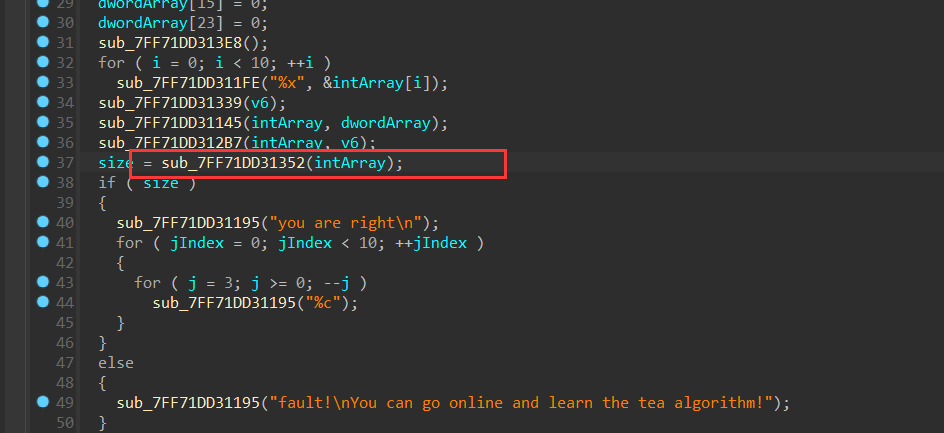 29 dwordArray[15] = 0;
30 dwordArray[23] = 0;
31 sub_7FF71DD313E8();
32 for ( i = 0; i < 10; ++i )
33 sub_7FF71DD311FE("%x", &intArray[i]);
34 sub_7FF71DD31339(v6);
35 sub_7FF71DD31145(intArray, dwordArray);
36 sub_7FF71DD312B7(intArray, v6);
37 size = sub_7FF71DD31352(intArray);
38 if ( size )
39 {
40 sub_7FF71DD31195("you are right\n");
41 for ( jIndex = 0; jIndex < 10; ++jIndex )
42 {
43 for ( j = 3; j >= 0; --j )
44 sub_7FF71DD31195("%c");
45 }
46 }
47 else
48 {
49 sub_7FF71DD31195("fault!\nYou can go online and learn the tea algorithm!");
50 }